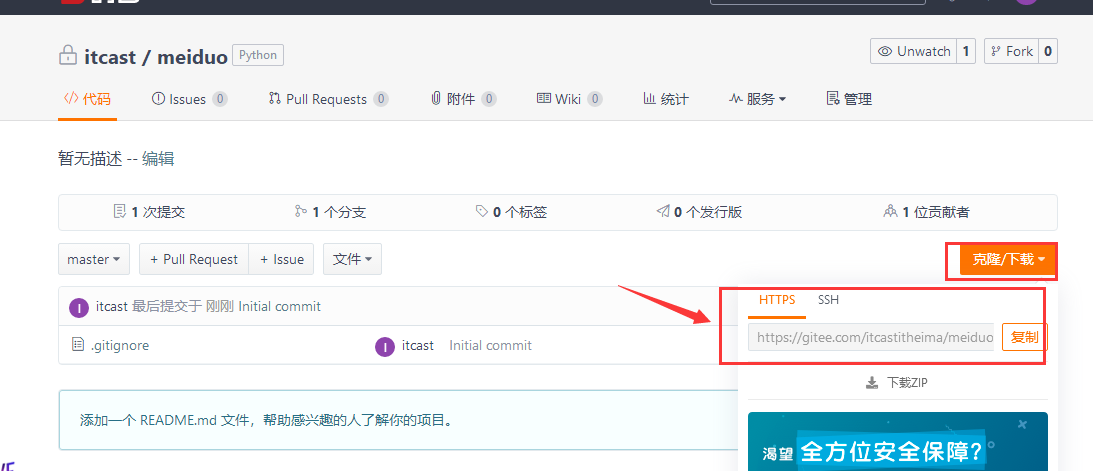 itcast / meiduo Python Unwatch 1 Fork 0
代码 Issues 0 Pull Requests 0 附件 0 Wiki 0 统计 服务 管理
暂无描述 -- 编辑
1 次提交 1 个分支 0 个标签 0 个发行版 1 位贡献者
master + Pull Request + Issue 文件 克隆/下载
I itcast 最后提交于 刚刚 Initial commit
HTTPS SSH
https://gitee.com/itcastitheima/meiduo 复制
.gitignore I itcast Initial commit
下载ZIP
添加一个 README.md 文件，帮助感兴趣的人了解你的项目。
渴望 全方位安全保障?